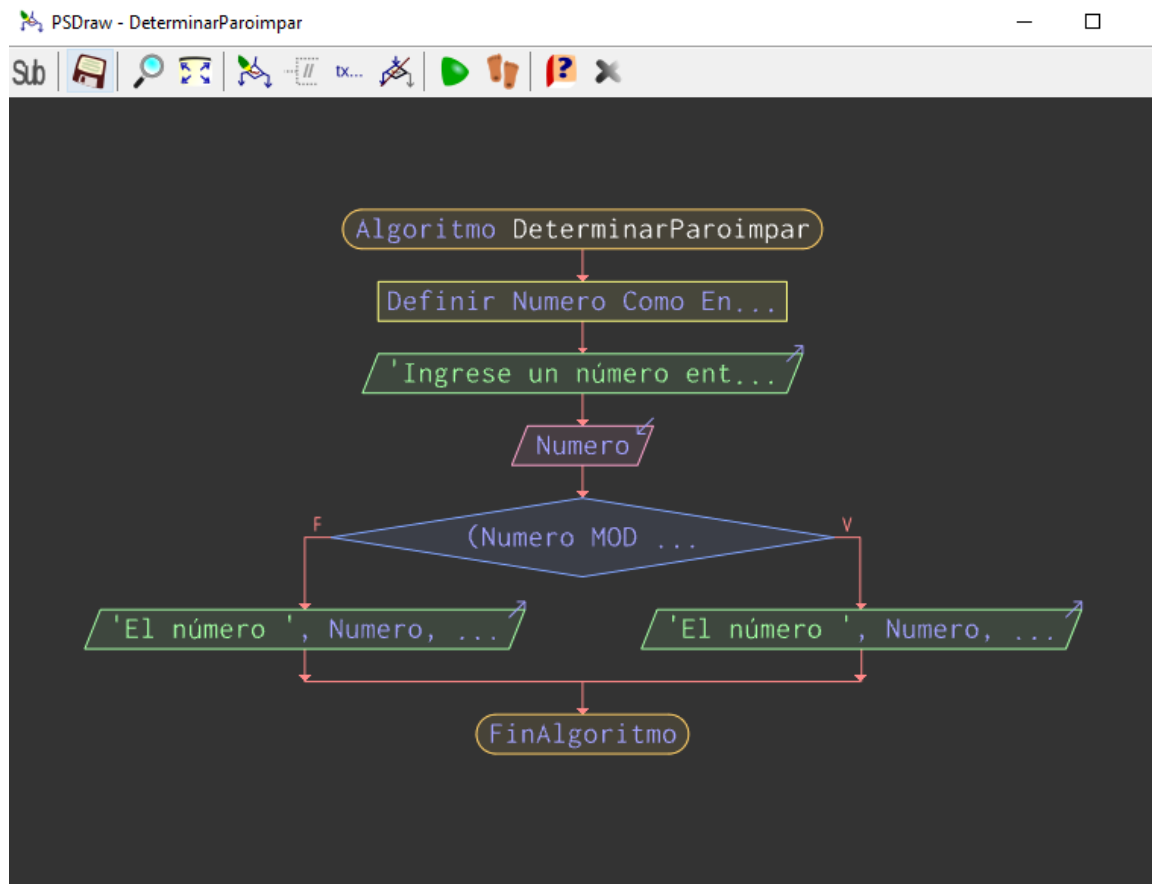 PSDraw - DeterminarParoimpar
Sub
tx...
Algoritmo DeterminarParoimpar
Definir Numero Como En...
'Ingrese un número ent...
Numero
F
(Numero MOD ...
V
'El número ', Numero, ...
'El número ', Numero, ...
FinAlgoritmo